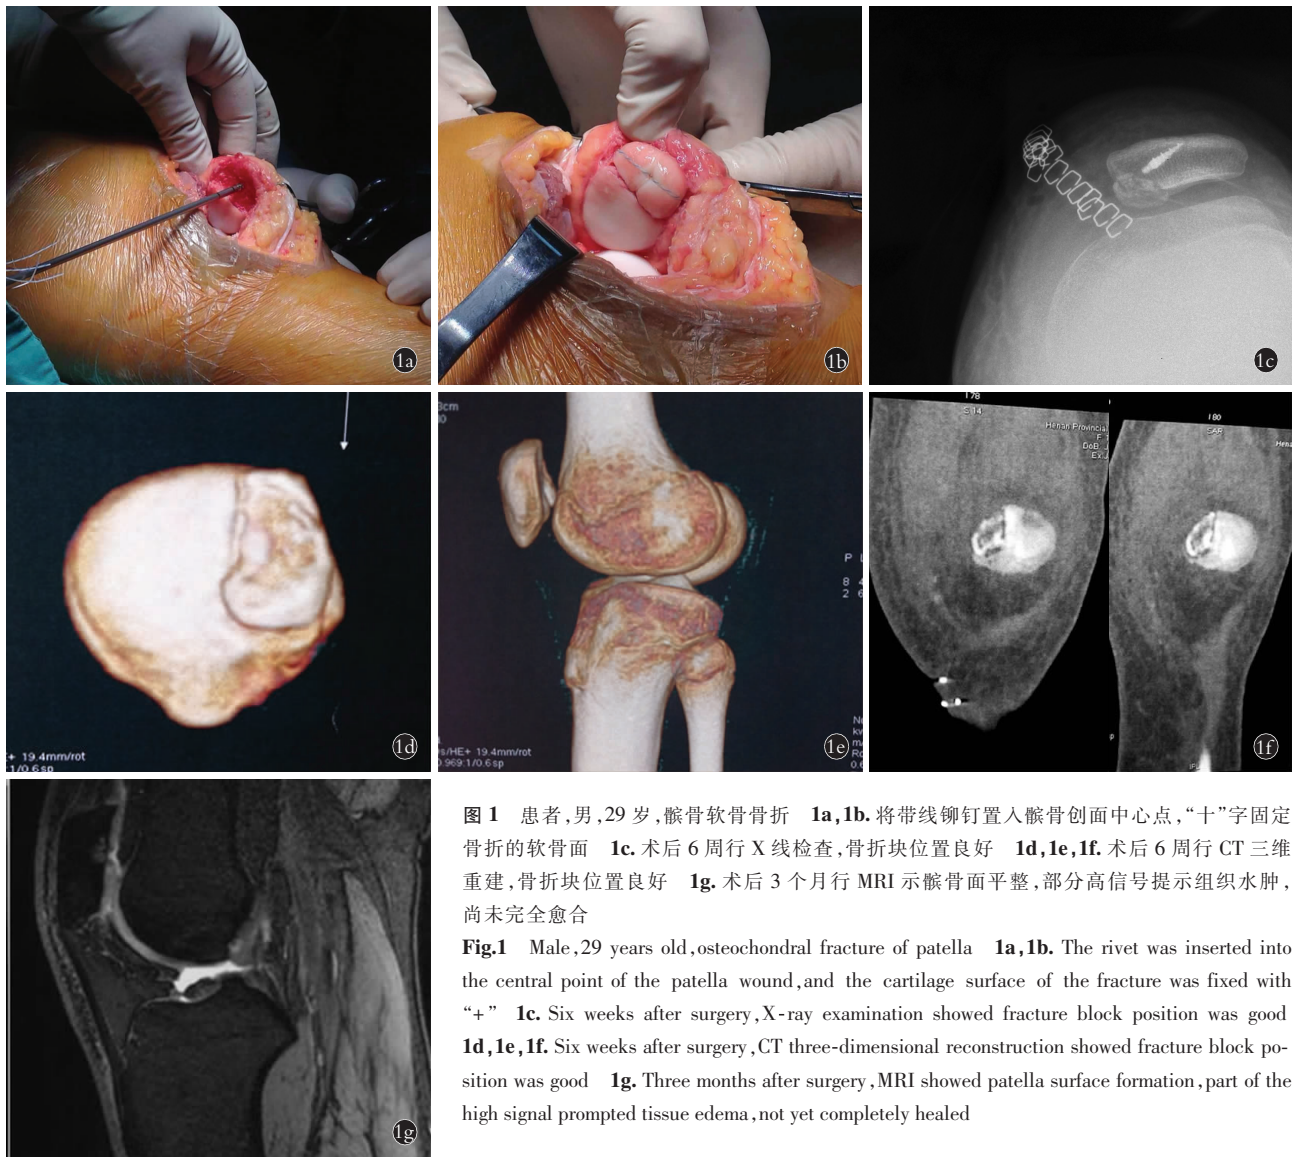 1a
1b
1c
3cm
178
S 14
Henan Provincial
180
SAR
P
8
2
E+ 19.4mm/rot
:1/0.6sp
1d
s/HE+ 19.4mm/rot
0.969:1/0.6sp
1e
1f
1g
图 1 患者,男,29 岁,髌骨软骨骨折 1a,1b. 将带线铆钉置入髌骨创面中心点,“十”字固定
骨折的软骨面 1c. 术后 6 周行 X 线检查,骨折块位置良好 1d,1e,1f. 术后 6 周行 CT 三维
重建,骨折块位置良好 1g. 术后 3 个月行 MRI 示髌骨面平整,部分高信号提示组织水肿,
尚未完全愈合
Fig.1 Male,29 years old,osteochondral fracture of patella 1a,1b. The rivet was inserted into
the central point of the patella wound,and the cartilage surface of the fracture was fixed with
“+” 1c. Six weeks after surgery,X-ray examination showed fracture block position was good
1d,1e,1f. Six weeks after surgery,CT three-dimensional reconstruction showed fracture block po-
sition was good 1g. Three months after surgery,MRI showed patella surface formation,part of the
high signal prompted tissue edema,not yet completely healed